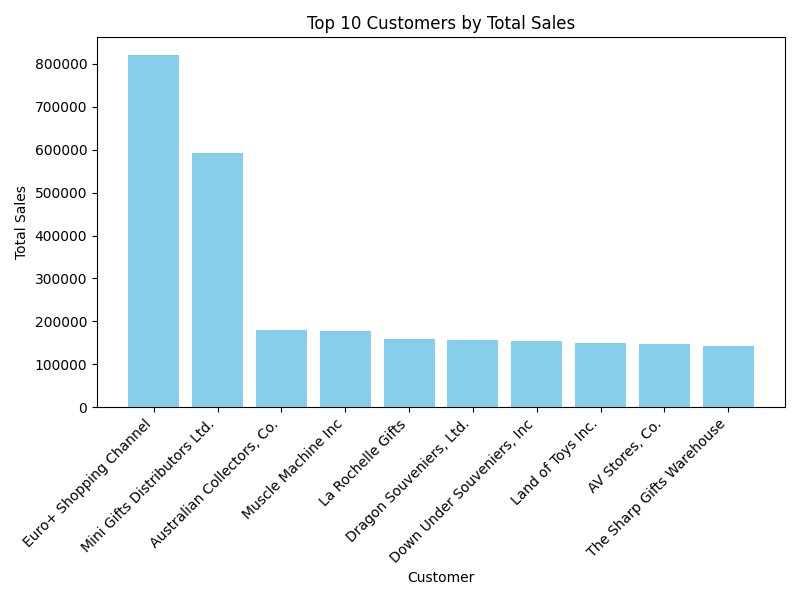 Top 10 Customers by Total Sales
Total Sales
800000
700000
600000
500000
400000
300000
200000
100000
0
Euro+ Shopping Channel
Mini Gifts Distributors Ltd.
Australian Collectors, Co.
Muscle Machine Inc
La Rochelle Gifts
Dragon Souveniers, Ltd.
Down Under Souveniers, Inc
Land of Toys Inc.
AV Stores, Co.
The Sharp Gifts Warehouse
Customer